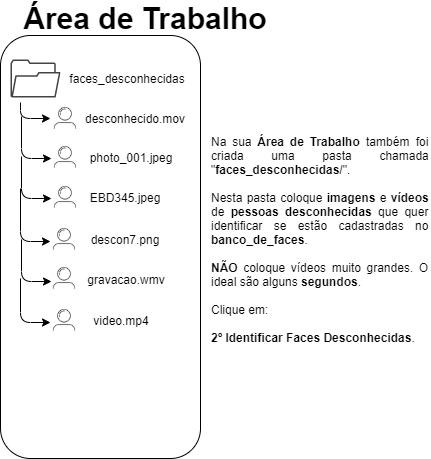 Área de Trabalho
faces_desconhecidas
desconhecido.mov
photo_001.jpeg
EBD345.jpeg
descon7.png
gravacao.wmv
video.mp4
Na sua Área de Trabalho também foi
criada uma pasta chamada
"faces_desconhecidas/".
Nesta pasta coloque imagens e vídeos
de pessoas desconhecidas que quer
identificar se estão cadastradas no
banco_de_faces.
NÃO coloque vídeos muito grandes. O
ideal são alguns segundos.
Clique em:
2º Identificar Faces Desconhecidas.